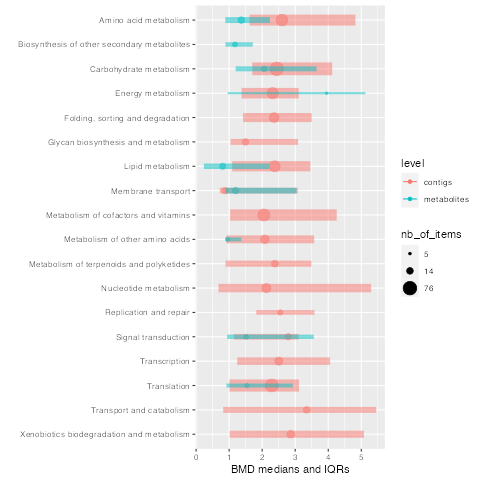 Amino acid metabolism
Biosynthesis of other secondary metabolites
Carbohydrate metabolism
Energy metabolism
Folding, sorting and degradation
Glycan biosynthesis and metabolism
Lipid metabolism
Membrane transport
Metabolism of cofactors and vitamins
Metabolism of other amino acids
Metabolism of terpenoids and polyketides
Nucleotide metabolism
Replication and repair
Signal transduction
Transcription
Translation
Transport and catabolism
Xenobiotics biodegradation and metabolism
0 1 2 3 4 5
BMD medians and IQRs
level
contigs
metabolites
nb_of_items
5
14
76